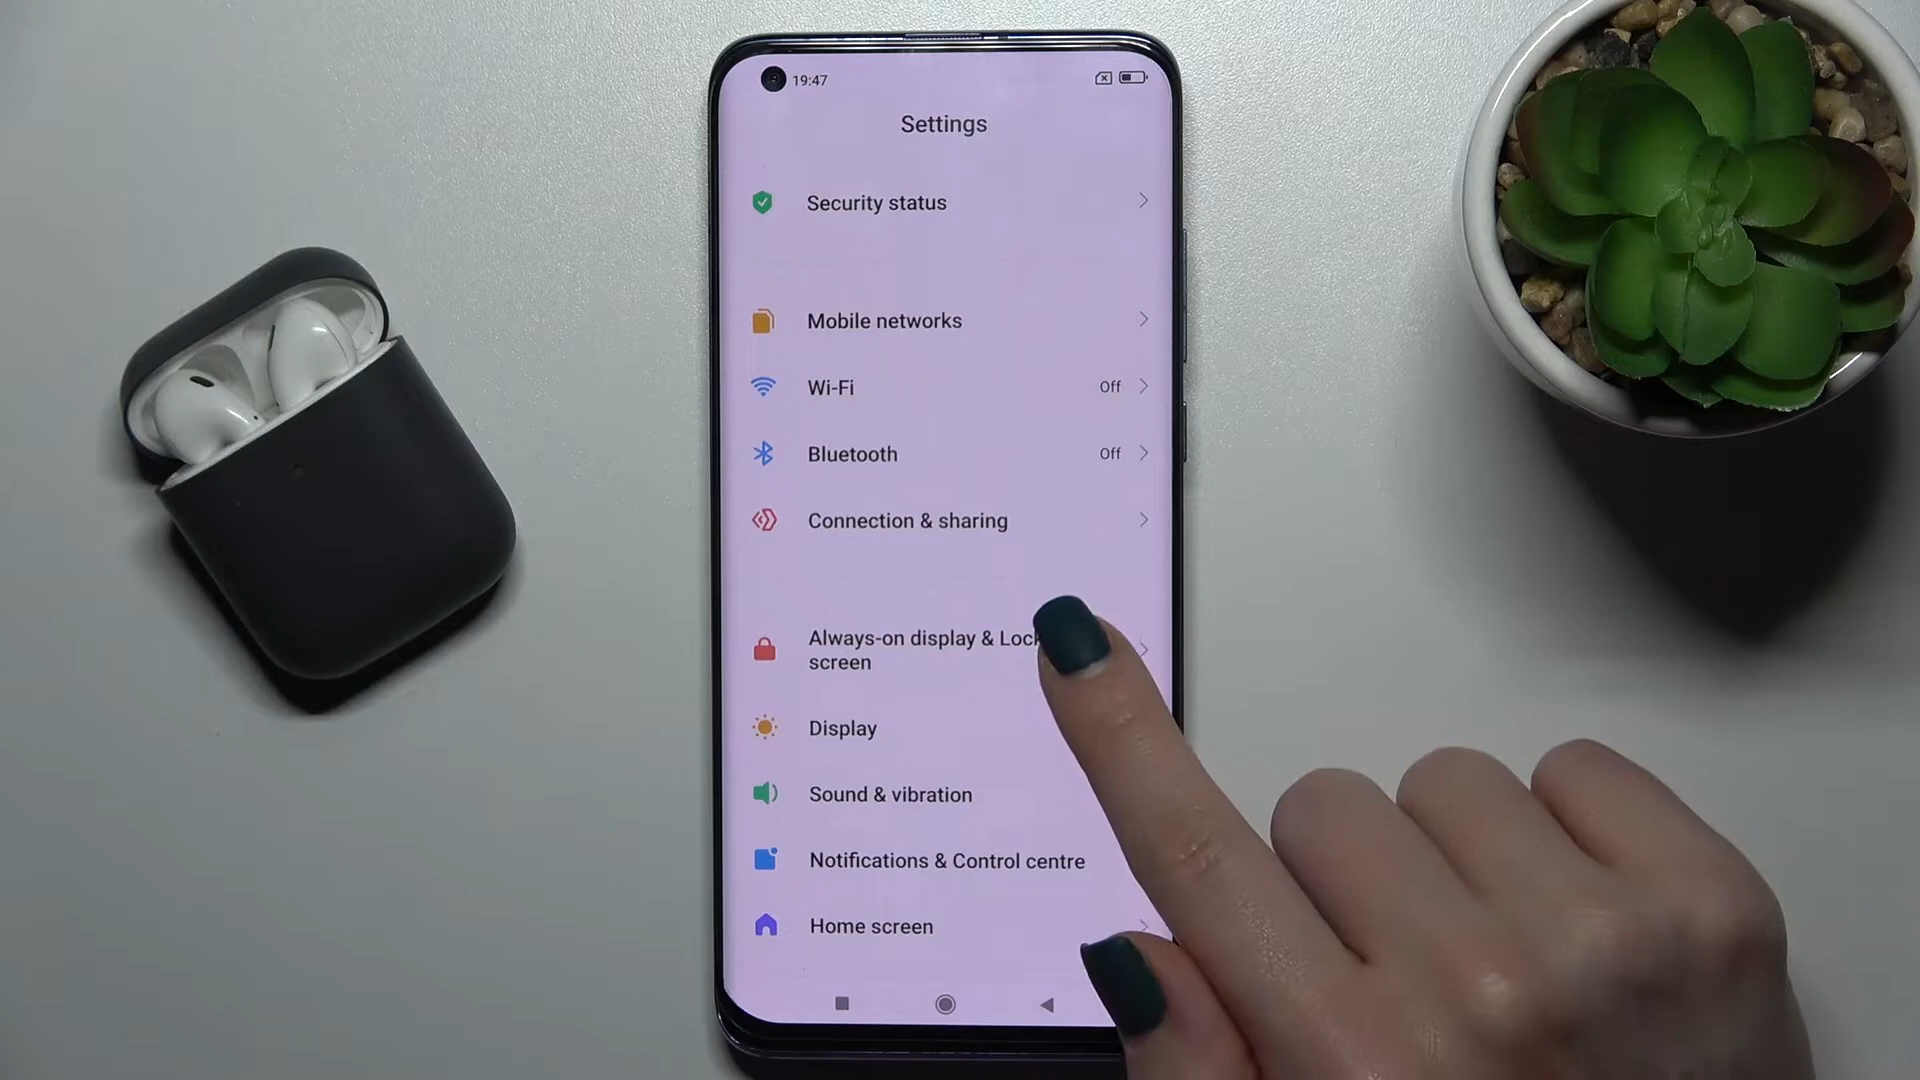 19:47
Settings
Security status
Mobile networks
Wi-Fi Off
Bluetooth Off
Connection & sharing
Always-on display & Lock
screen
Display
Sound & vibration
Notifications & Control centre
Home screen